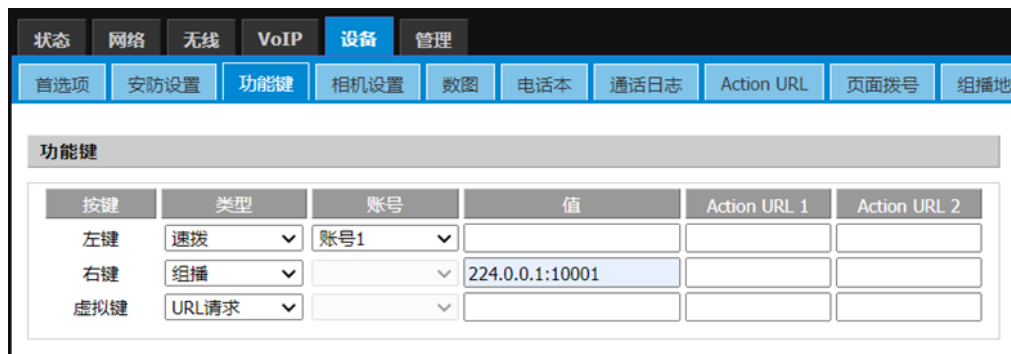 状态 网络 无线 VoIP 设备 管理
首选项 安防设置 功能键 相机设置 数图 电话本 通话日志 Action URL 页面拨号 组播地
功能键
按键 类型 账号 值 Action URL 1 Action URL 2
左键 速拨 账号1
右键 组播 224.0.0.1:10001
虚拟键 URL请求